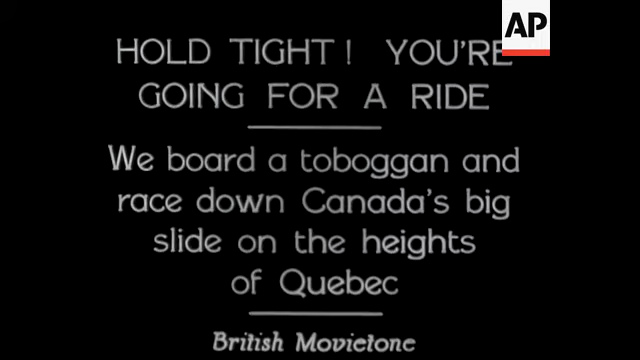 AP
HOLD TIGHT! YOU'RE
GOING FOR A RIDE
We board a toboggan and
race down Canada's big
slide on the heights
of Quebec
British Movietone